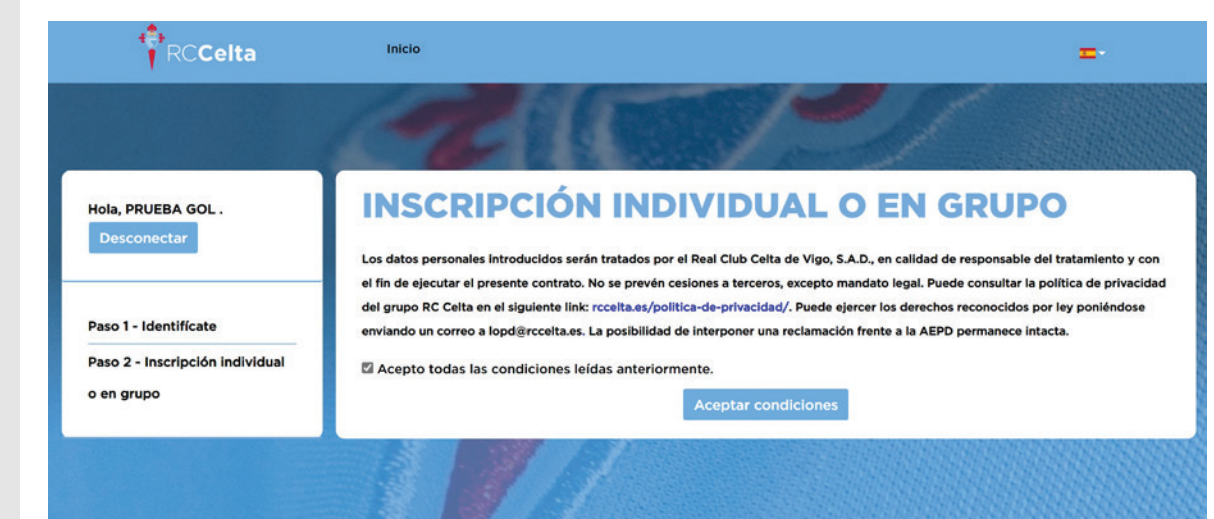 RCCelta
Inicio
Hola, PRUEBA GOL .
Desconectar
Paso 1 - Identifícate
Paso 2 - Inscripción individual
o en grupo
INSCRIPCIÓN INDIVIDUAL O EN GRUPO
Los datos personales introducidos serán tratados por el Real Club Celta de Vigo, S.A.D., en calidad de responsable del tratamiento y con
el fin de ejecutar el presente contrato. No se prevén cesiones a terceros, excepto mandato legal. Puede consultar la política de privacidad
del grupo RC Celta en el siguiente link: rccelta.es/politica-de-privacidad/. Puede ejercer los derechos reconocidos por ley poniéndose
enviando un correo a lopd@rccelta.es. La posibilidad de interponer una reclamación frente a la AEPD permanece intacta.
Acepto todas las condiciones leídas anteriormente.
Aceptar condiciones